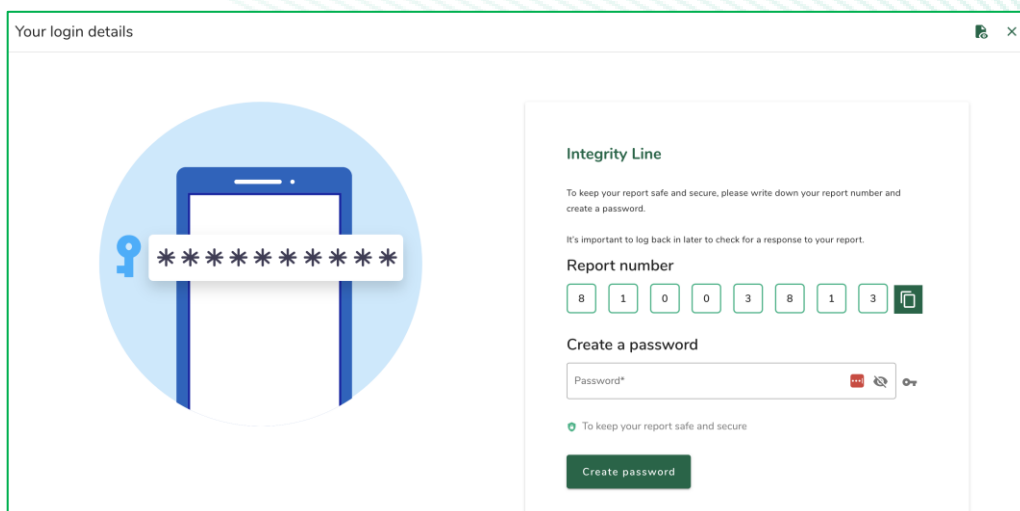 Your login details
Integrity Line
To keep your report safe and secure, please write down your report number and
create a password.
It's important to log back in later to check for a response to your report.
Report number
8 1 0 0 3 8 1 3
Create a password
Password*
To keep your report safe and secure
Create password
**********